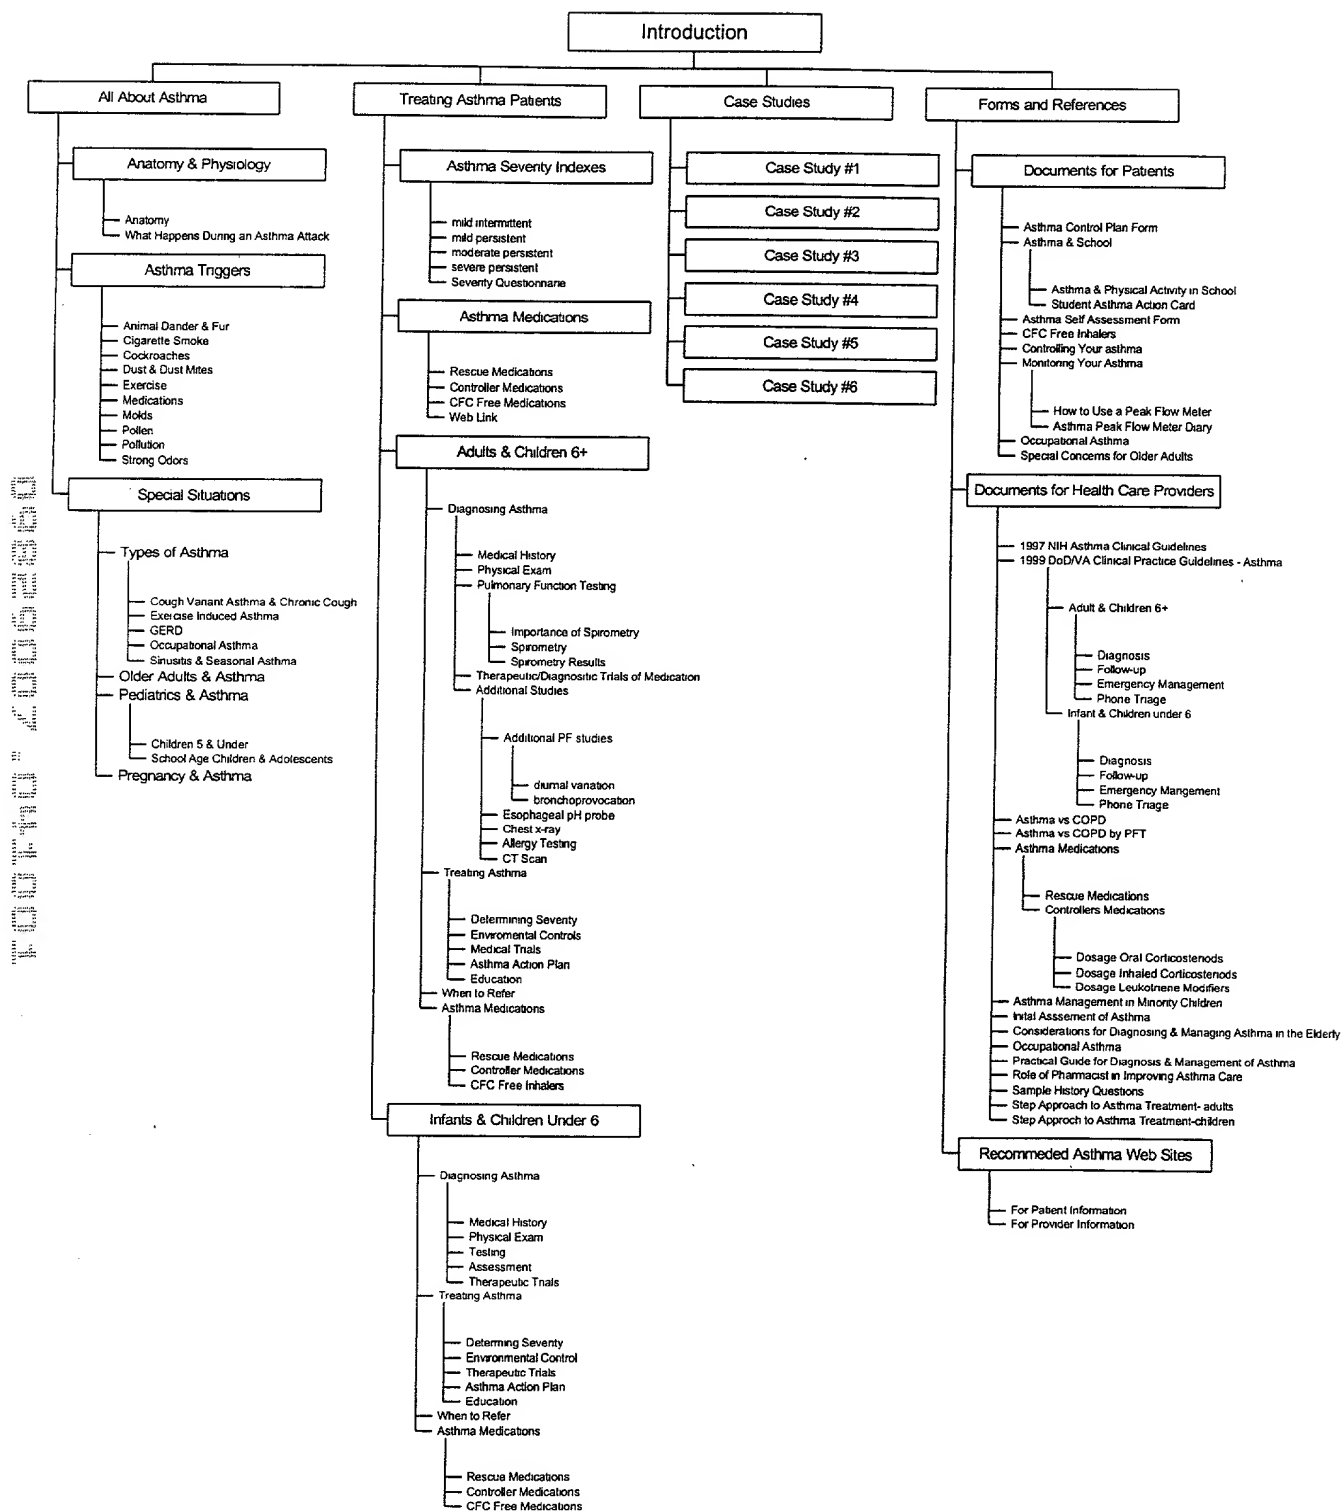 Introduction
All About Asthma
Anatomy & Physiology
Anatomy
What Happens During an Asthma Attack
Asthma Triggers
Animal Dander & Fur
Cigarette Smoke
Cockroaches
Dust & Dust Mites
Exercise
Medications
Molds
Pollen
Pollution
Strong Odors
Special Situations
Types of Asthma
Cough Variant Asthma & Chronic Cough
Exercise Induced Asthma
GERD
Occupational Asthma
Sinusitis & Seasonal Asthma
Older Adults & Asthma
Pediatrics & Asthma
Children 5 & Under
School Age Children & Adolescents
Pregnancy & Asthma
Treating Asthma Patients
Asthma Severity Indexes
mild intermittent
mild persistent
moderate persistent
severe persistent
Severity Questionnarie
Asthma Medications
Rescue Medications
Controller Medications
CFC Free Medications
Web Link
Adults & Children 6+
Diagnosing Asthma
Medical History
Physical Exam
Pulmonary Function Testing
Importance of Spirometry
Spirometry
Spirometry Results
Therapeutic/Diagnositic Trials of Medication
Additional Studies
Additional PF studies
diurnal variation
bronchoprovocation
Esophageal pH probe
Chest x-ray
Allergy Testing
CT Scan
Treating Asthma
Determining Severity
Enviromental Controls
Medical Trials
Asthma Action Plan
Education
When to Refer
Asthma Medications
Rescue Medications
Controller Medications
CFC Free Inhalers
Infants & Children Under 6
Diagnosing Asthma
Medical History
Physical Exam
Testing
Assessment
Therapeutic Trials
Treating Asthma
Determing Severity
Environmental Control
Therapeutic Trials
Asthma Action Plan
Education
When to Refer
Asthma Medications
Rescue Medications
Controller Medications
CFC Free Medications
Case Studies
Case Study #1
Case Study #2
Case Study #3
Case Study #4
Case Study #5
Case Study #6
Forms and References
Documents for Patients
Asthma Control Plan Form
Asthma & School
Asthma & Physical Activity in School
Student Asthma Action Card
Asthma Self Assessment Form
CFC Free Inhalers
Controlling Your asthma
Monitoring Your Asthma
How to Use a Peak Flow Meter
Asthma Peak Flow Meter Diary
Occupational Asthma
Special Concerns for Older Adults
Documents for Health Care Providers
1997 NIH Asthma Clinical Guidelines
1999 DoD/VA Clinical Practice Guidelines - Asthma
Adult & Children 6+
Diagnosis
Follow-up
Emergency Management
Phone Triage
Infant & Children under 6
Diagnosis
Follow-up
Emergency Mangement
Phone Triage
Asthma vs COPD
Asthma vs COPD by PFT
Asthma Medications
Rescue Medications
Controllers Medications
Dosage Oral Corticosteriods
Dosage Inhaled Corticosteriods
Dosage Leukotriene Modifiers
Asthma Management in Minority Children
Inital Asssement of Asthma
Considerations for Diagnosing & Managing Asthma in the Elderly
Occupational Asthma
Practical Guide for Diagnosis & Management of Asthma
Role of Pharmacist in Improving Asthma Care
Sample History Questions
Step Approach to Asthma Treatment- adults
Step Approch to Asthma Treatment-children
Recommeded Asthma Web Sites
For Patient Information
For Provider Information